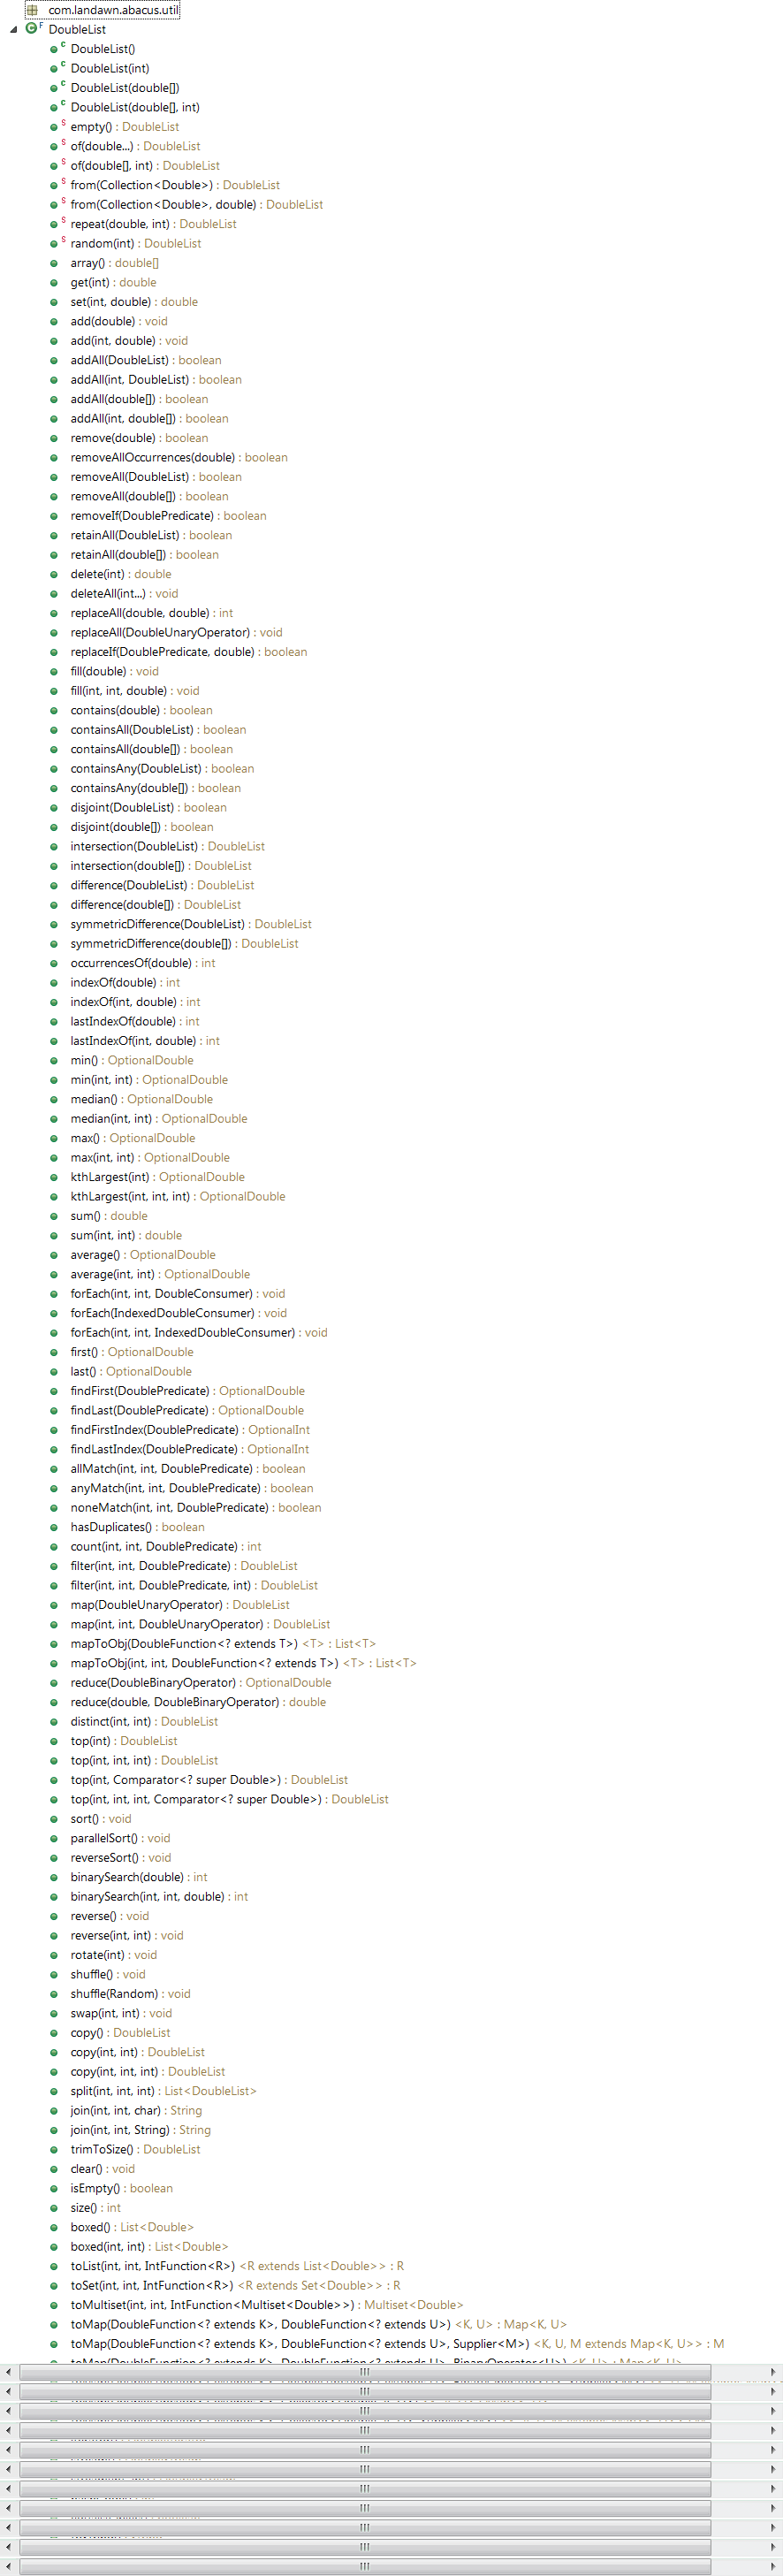 com.landawn.abacus.util
DoubleList
DoubleList()
DoubleList(int)
DoubleList(double[])
DoubleList(double[], int)
empty() : DoubleList
of(double...) : DoubleList
of(double[], int) : DoubleList
from(Collection<Double>) : DoubleList
from(Collection<Double>, double) : DoubleList
repeat(double, int) : DoubleList
random(int) : DoubleList
array() : double[]
get(int) : double
set(int, double) : double
add(double) : void
add(int, double) : void
addAll(DoubleList) : boolean
addAll(int, DoubleList) : boolean
addAll(double[]) : boolean
addAll(int, double[]) : boolean
remove(double) : boolean
removeAllOccurrences(double) : boolean
removeAll(DoubleList) : boolean
removeAll(double[]) : boolean
removeIf(DoublePredicate) : boolean
retainAll(DoubleList) : boolean
retainAll(double[]) : boolean
delete(int) : double
deleteAll(int...) : void
replaceAll(double, double) : int
replaceAll(DoubleUnaryOperator) : void
replaceIf(DoublePredicate, double) : boolean
fill(double) : void
fill(int, int, double) : void
contains(double) : boolean
containsAll(DoubleList) : boolean
containsAll(double[]) : boolean
containsAny(DoubleList) : boolean
containsAny(double[]) : boolean
disjoint(DoubleList) : boolean
disjoint(double[]) : boolean
intersection(DoubleList) : DoubleList
intersection(double[]) : DoubleList
difference(DoubleList) : DoubleList
difference(double[]) : DoubleList
symmetricDifference(DoubleList) : DoubleList
symmetricDifference(double[]) : DoubleList
occurrencesOf(double) : int
indexOf(double) : int
indexOf(int, double) : int
lastIndexOf(double) : int
lastIndexOf(int, double) : int
min() : OptionalDouble
min(int, int) : OptionalDouble
median() : OptionalDouble
median(int, int) : OptionalDouble
max() : OptionalDouble
max(int, int) : OptionalDouble
kthLargest(int) : OptionalDouble
kthLargest(int, int, int) : OptionalDouble
sum() : double
sum(int, int) : double
average() : OptionalDouble
average(int, int) : OptionalDouble
forEach(int, int, DoubleConsumer) : void
forEach(IndexedDoubleConsumer) : void
forEach(int, int, IndexedDoubleConsumer) : void
first() : OptionalDouble
last() : OptionalDouble
findFirst(DoublePredicate) : OptionalDouble
findLast(DoublePredicate) : OptionalDouble
findFirstIndex(DoublePredicate) : OptionalInt
findLastIndex(DoublePredicate) : OptionalInt
allMatch(int, int, DoublePredicate) : boolean
anyMatch(int, int, DoublePredicate) : boolean
noneMatch(int, int, DoublePredicate) : boolean
hasDuplicates() : boolean
count(int, int, DoublePredicate) : int
filter(int, int, DoublePredicate) : DoubleList
filter(int, int, DoublePredicate, int) : DoubleList
map(DoubleUnaryOperator) : DoubleList
map(int, int, DoubleUnaryOperator) : DoubleList
mapToObj(DoubleFunction<? extends T>) <T> : List<T>
mapToObj(int, int, DoubleFunction<? extends T>) <T> : List<T>
reduce(DoubleBinaryOperator) : OptionalDouble
reduce(double, DoubleBinaryOperator) : double
distinct(int, int) : DoubleList
top(int) : DoubleList
top(int, int, int) : DoubleList
top(int, Comparator<? super Double>) : DoubleList
top(int, int, int, Comparator<? super Double>) : DoubleList
sort() : void
parallelSort() : void
reverseSort() : void
binarySearch(double) : int
binarySearch(int, int, double) : int
reverse() : void
reverse(int, int) : void
rotate(int) : void
shuffle() : void
shuffle(Random) : void
swap(int, int) : void
copy() : DoubleList
copy(int, int) : DoubleList
copy(int, int, int) : DoubleList
split(int, int, int) : List<DoubleList>
join(int, int, char) : String
join(int, int, String) : String
trimToSize() : DoubleList
clear() : void
isEmpty() : boolean
size() : int
boxed() : List<Double>
boxed(int, int) : List<Double>
toList(int, int, IntFunction<R>) <R extends List<Double>> : R
toSet(int, int, IntFunction<R>) <R extends Set<Double>> : R
toMultiset(int, int, IntFunction<Multiset<Double>>) : Multiset<Double>
toMap(DoubleFunction<? extends K>, DoubleFunction<? extends U>) <K, U> : Map<K, U>
toMap(DoubleFunction<? extends K>, DoubleFunction<? extends U>, Supplier<M>) <K, U, M extends Map<K, U>> : M
toMap(DoubleFunction<? extends K>, DoubleFunction<? extends U>, BinaryOperator<U>) <K, U> : Map<K, U>